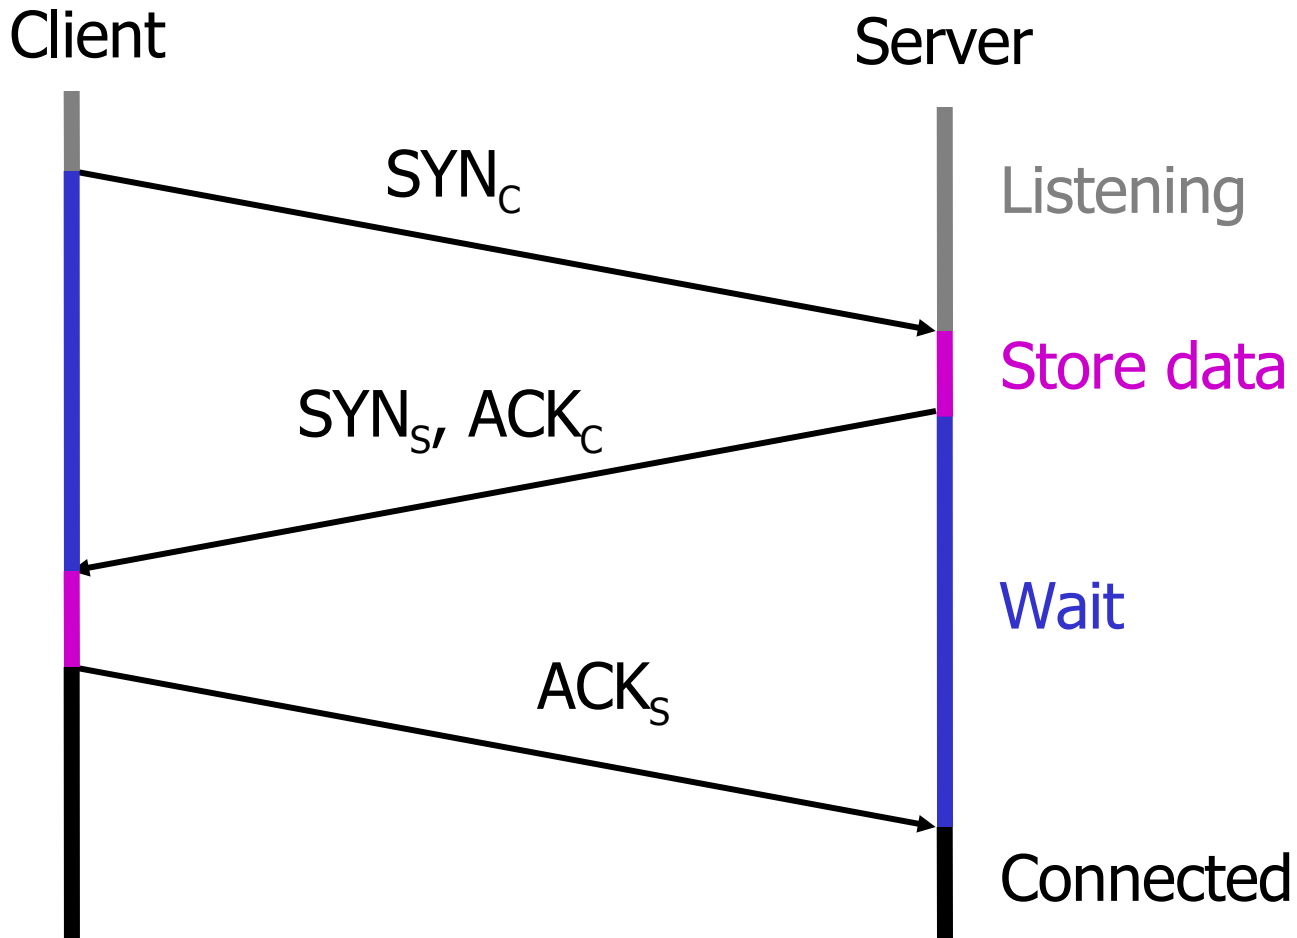 Client
Server
SYNC
Listening
Store data
SYNS, ACKC
Wait
ACKS
Connected